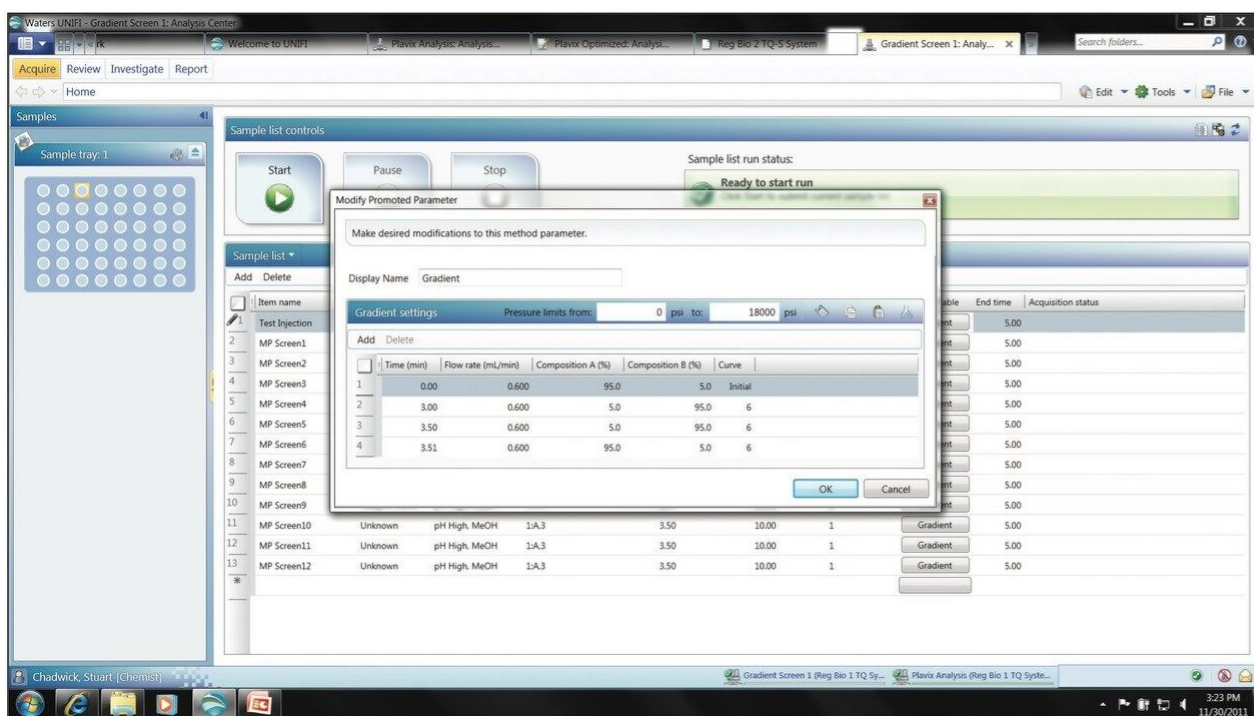 Waters UNIFI - Gradient Screen 1: Analysis Center
Welcome to UNIFI
Plavix Analysis: Analysis...
Plavix Optimized: Analysi...
Reg Bio 2 TQ-S System
Gradient Screen 1: Analy... x
Search folders...
Acquire Review Investigate Report
Home
Edit Tools File
Samples
Sample tray: 1
Sample list controls
Start
Pause
Stop
Sample list run status:
Ready to start run
Modify Promoted Parameter
Make desired modifications to this method parameter.
Display Name Gradient
Gradient settings Pressure limits from: 0 psi to: 18000 psi
Add Delete
Time (min) Flow rate (mL/min) Composition A (%) Composition B (%) Curve
1 0.00 0.600 95.0 5.0 Initial
2 3.00 0.600 5.0 95.0 6
3 3.50 0.600 5.0 95.0 6
4 3.51 0.600 95.0 5.0 6
OK Cancel
Sample list
Add Delete
Item name End time Acquisition status
1 Test Injection 5.00
2 MP Screen1 5.00
3 MP Screen2 5.00
4 MP Screen3 5.00
5 MP Screen4 5.00
6 MP Screen5 5.00
7 MP Screen6 5.00
8 MP Screen7 5.00
9 MP Screen8 5.00
10 MP Screen9 5.00
11 MP Screen10 Unknown pH High, MeOH 1:A,3 3.50 10.00 1 Gradient 5.00
12 MP Screen11 Unknown pH High, MeOH 1:A,3 3.50 10.00 1 Gradient 5.00
13 MP Screen12 Unknown pH High, MeOH 1:A,3 3.50 10.00 1 Gradient 5.00
*
Chadwick, Stuart [Chemist]
Gradient Screen 1 (Reg Bio 1 TQ Sy...
Plavix Analysis (Reg Bio 1 TQ Syste...
3:23 PM
11/30/2011